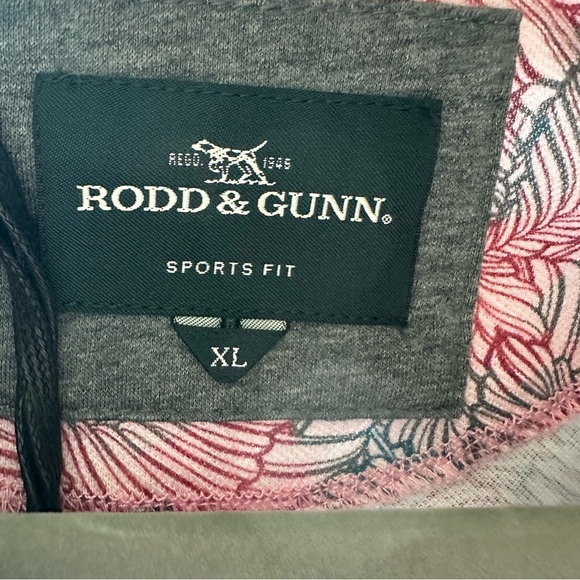 REGD. 1946
RODD & GUNN®
SPORTS FIT
XL